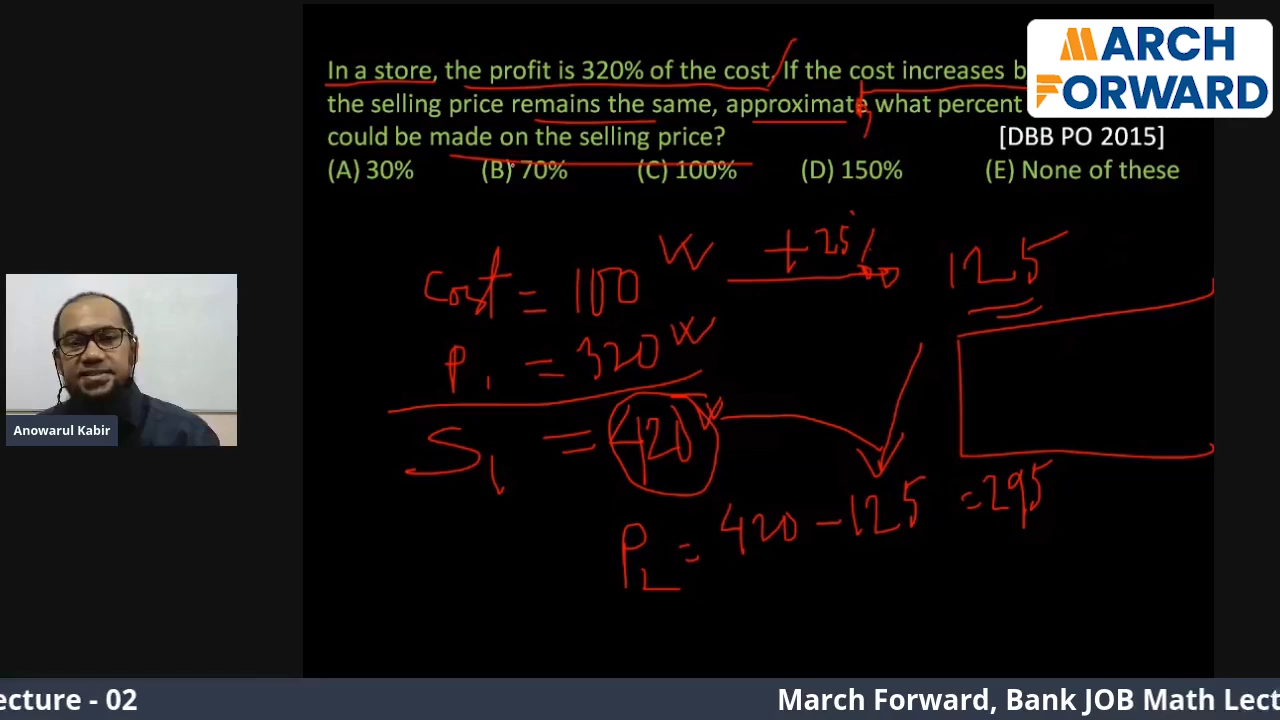 In a store, the profit is 320% of the cost. If the cost increases b
the selling price remains the same, approximate what percent
could be made on the selling price? [DBB PO 2015]
(A) 30% (B) 70% (C) 100% (D) 150% (E) None of these
MARCH
FORWARD
Cost = 100 +25% 125
P1 = 320
S1 = 420
P2 = 420 - 125 = 295
Anowarul Kabir
ecture - 02 March Forward, Bank JOB Math Lect